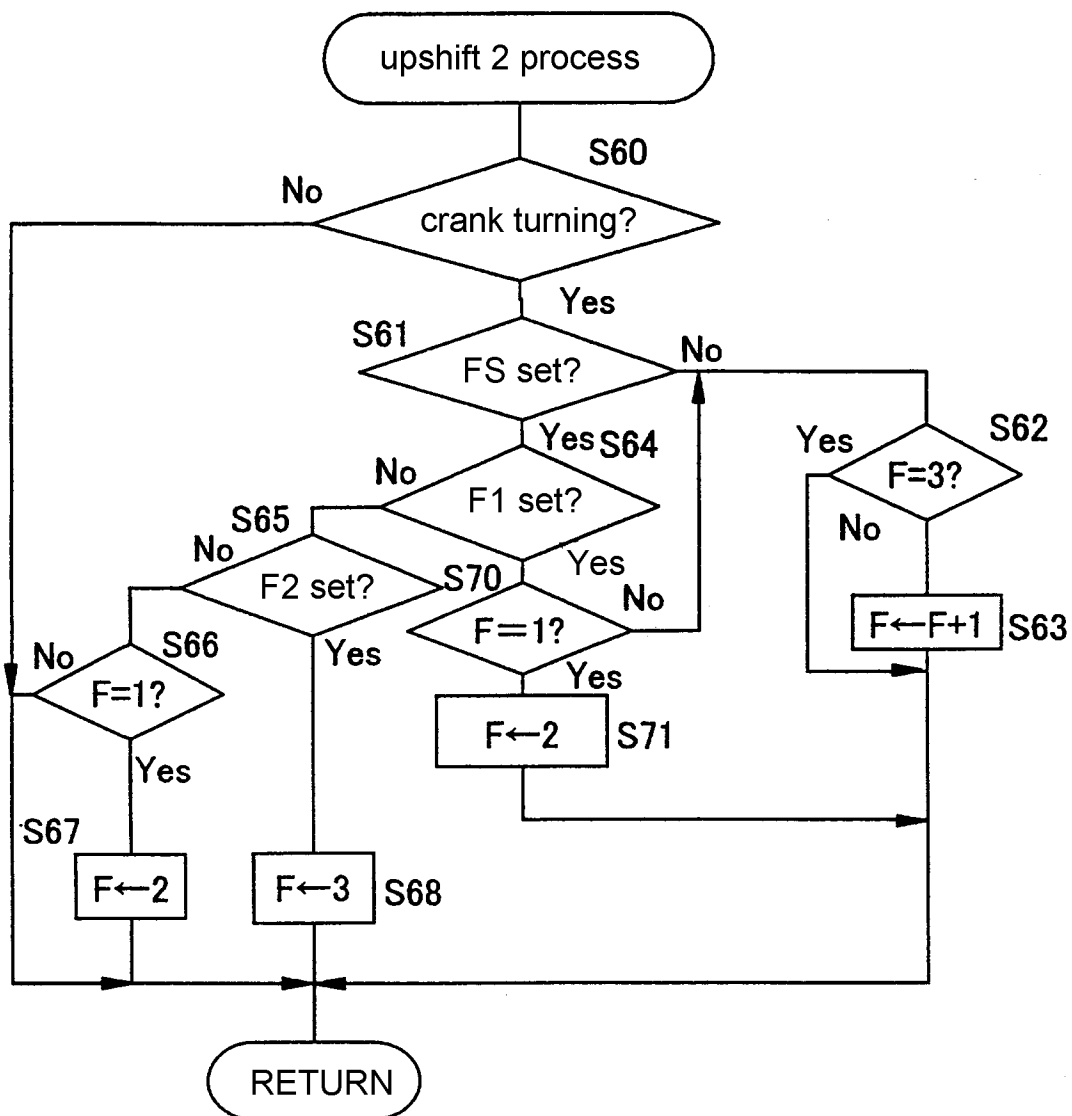 upshift 2 process
S60
No
crank turning?
Yes
S61
No
FS set?
Yes
S64
Yes
S62
No
F1 set?
F=3?
S65
No
Yes
No
F2 set?
S70
No
F＝1?
F←F+1
S63
S66
No
Yes
Yes
F=1?
F←2
S71
Yes
S67
F←2
F←3
S68
RETURN